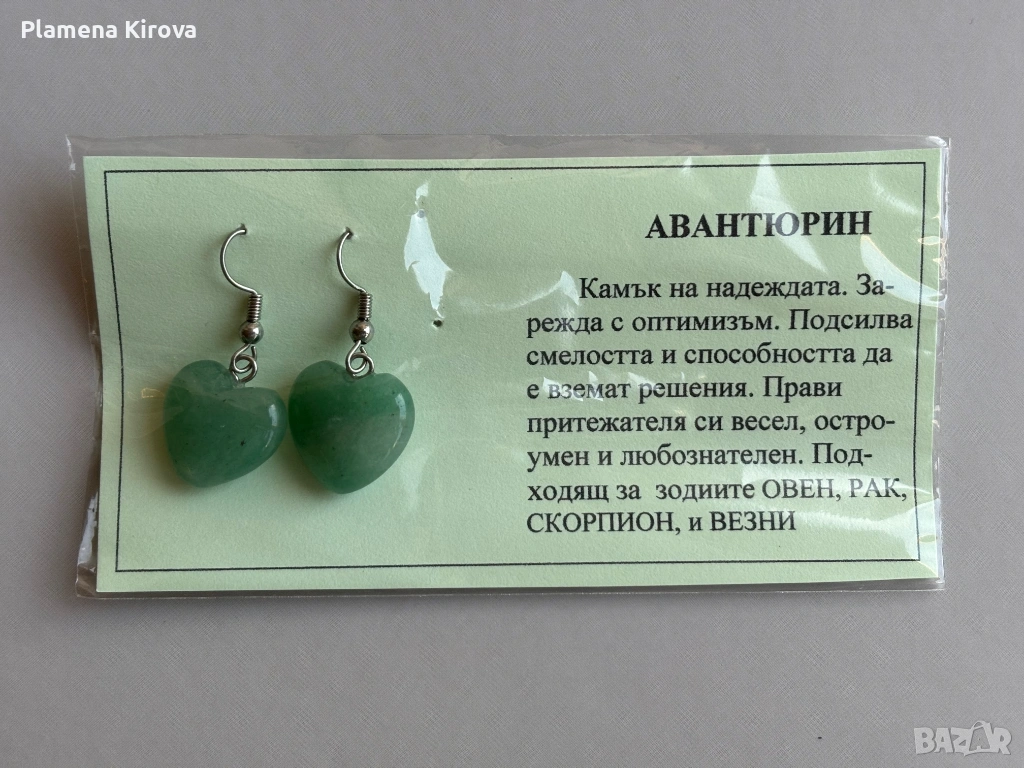 Plamena Kirova
АВАНТЮРИН
Камък на надеждата. За-
режда с оптимизъм. Подсилва
смелостта и способността да
е вземат решения. Прави
притежателя си весел, остро-
умен и любознателен. Под-
ходящ за зодиите ОВЕН, РАК,
СКОРПИОН, и ВЕЗНИ
BAZAR